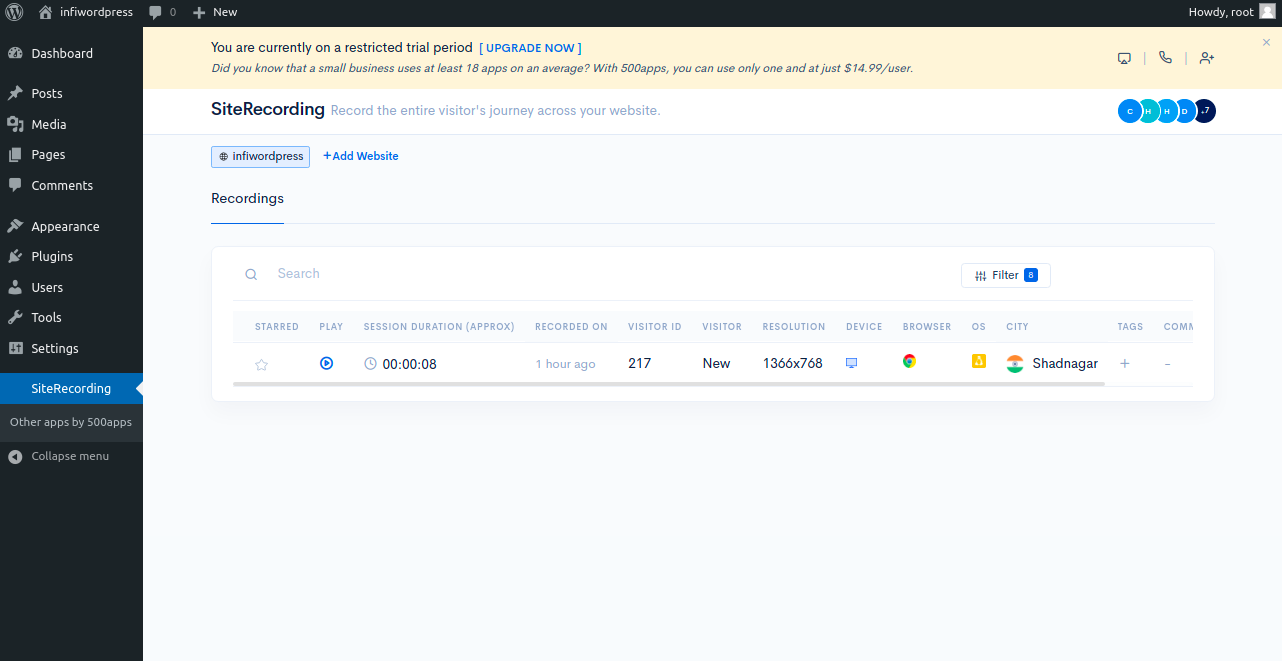 infiwordpress 0 New Howdy, root
Dashboard
Posts
Media
Pages
Comments
Appearance
Plugins
Users
Tools
Settings
SiteRecording
Other apps by 500apps
Collapse menu
You are currently on a restricted trial period [ UPGRADE NOW ]
Did you know that a small business uses at least 18 apps on an average? With 500apps, you can use only one and at just $14.99/user.
SiteRecording Record the entire visitor's journey across your website.
C H H D +7
infiwordpress +Add Website
Recordings
Search Filter 8
STARRED PLAY SESSION DURATION (APPROX) RECORDED ON VISITOR ID VISITOR RESOLUTION DEVICE BROWSER OS CITY TAGS COMM
00:00:08 1 hour ago 217 New 1366x768 Shadnagar + -